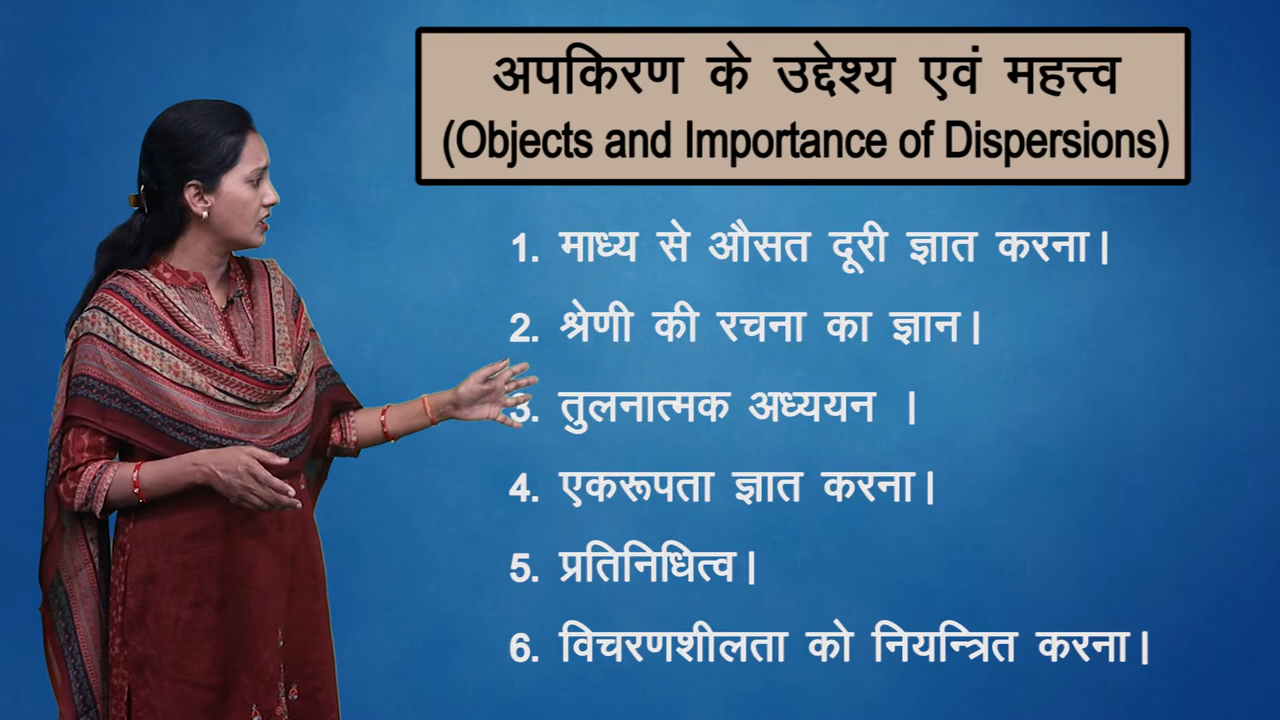 अपकिरण के उद्देश्य एवं महत्त्व
(Objects and Importance of Dispersions)
1. माध्य से औसत दूरी ज्ञात करना।
2. श्रेणी की रचना का ज्ञान।
3. तुलनात्मक अध्ययन ।
4. एकरूपता ज्ञात करना।
5. प्रतिनिधित्व।
6. विचरणशीलता को नियन्त्रित करना।